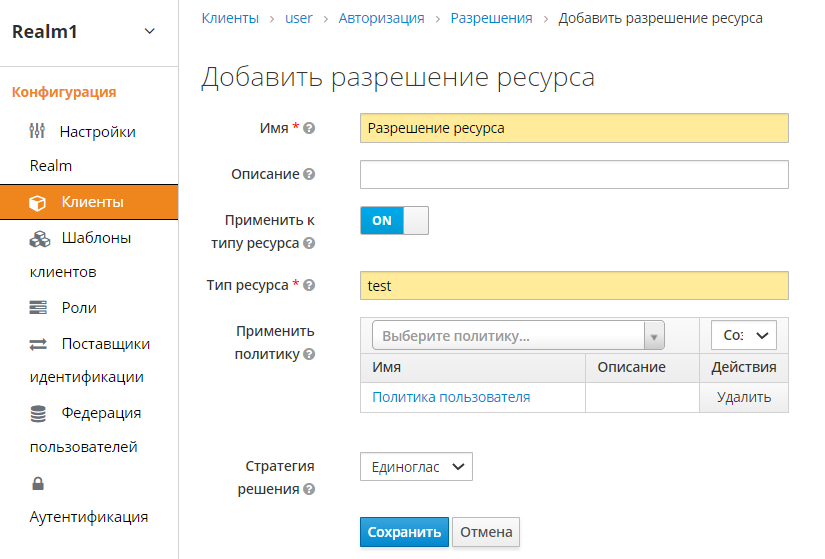 Realm1
Конфигурация
Настройки
Realm
Клиенты
Шаблоны
клиентов
Роли
Поставщики
идентификации
Федерация
пользователей
Аутентификация
Клиенты › user › Авторизация › Разрешения › Добавить разрешение ресурса
Добавить разрешение ресурса
Имя * Разрешение ресурса
Описание
Применить к
типу ресурса
ON
Тип ресурса * test
Применить
политику
Выберите политику... Соз
Имя Описание Действия
Политика пользователя Удалить
Стратегия
решения
Единоглас
Сохранить Отмена